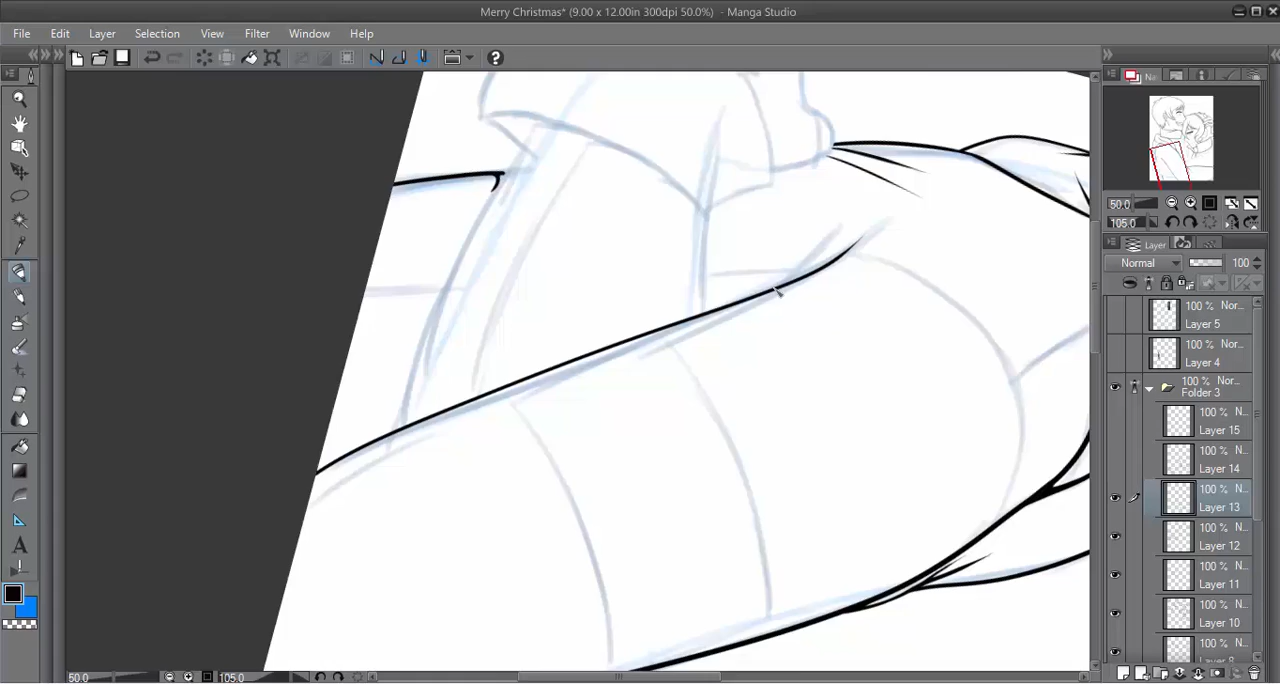 Merry Christmas* (9.00 x 12.00in 300dpi 50.0%) - Manga Studio
File Edit Layer Selection View Filter Window Help
Na
50.0
105.0
Layer
Normal 100
100 % Nor...
Layer 5
100 % Nor...
Layer 4
100 % Nor...
Folder 3
100 % N...
Layer 15
100 % N...
Layer 14
100 % N...
Layer 13
100 % N...
Layer 12
100 % N...
Layer 11
100 % N...
Layer 10
100 % N...
50.0 105.0